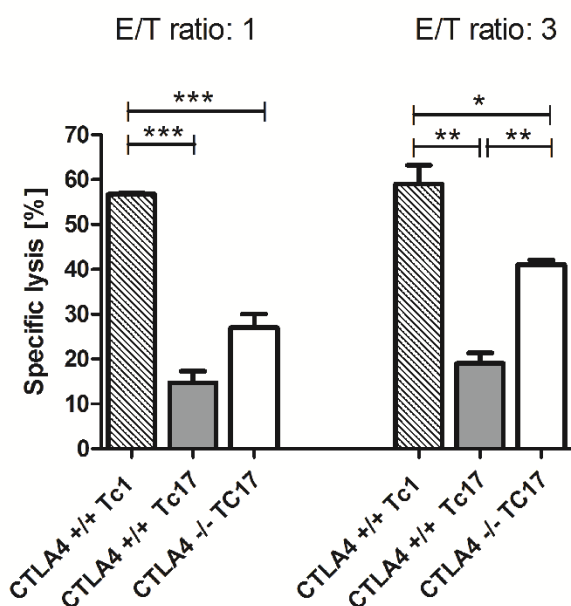 E/T ratio: 1
E/T ratio: 3
***
***
*
**
**
Specific lysis [%]
70
60
50
40
30
20
10
0
CTLA4 +/+ Tc1
CTLA4 +/+ Tc17
CTLA4 -/- TC17
CTLA4 +/+ Tc1
CTLA4 +/+ Tc17
CTLA4 -/- TC17